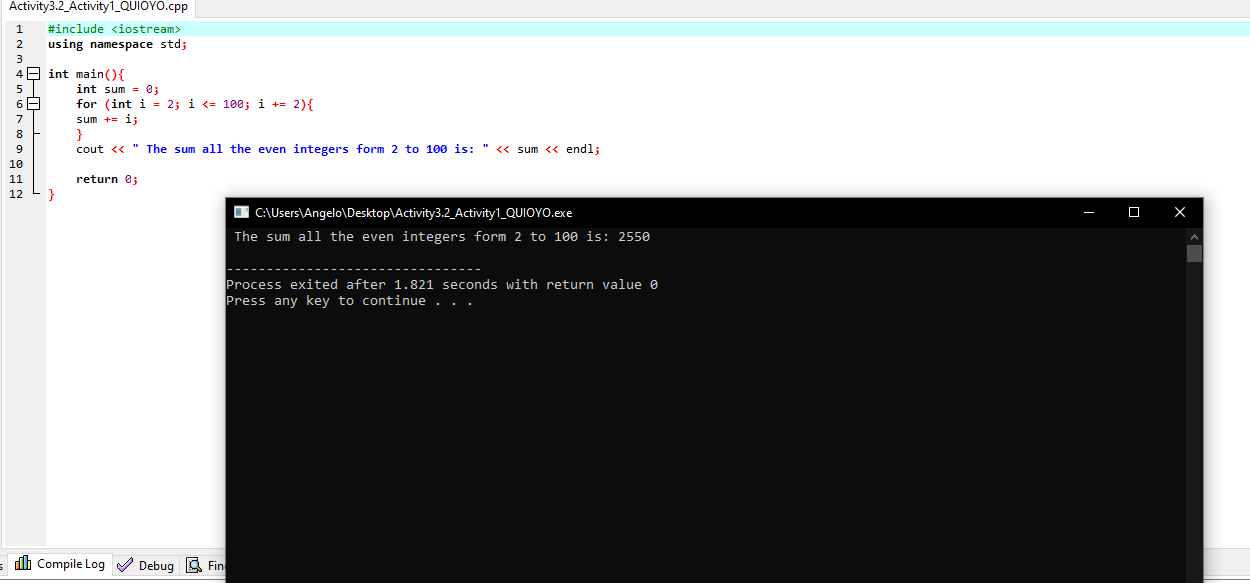 Activity3.2_Activity1_QUIOYO.cpp
1 #include <iostream>
2 using namespace std;
3
4 int main(){
5 int sum = 0;
6 for (int i = 2; i <= 100; i += 2){
7 sum += i;
8 }
9 cout << " The sum all the even integers form 2 to 100 is: " << sum << endl;
10
11 return 0;
12 }
C:\Users\Angelo\Desktop\Activity3.2_Activity1_QUIOYO.exe
The sum all the even integers form 2 to 100 is: 2550
--------------------------------
Process exited after 1.821 seconds with return value 0
Press any key to continue . . .
Compile Log Debug